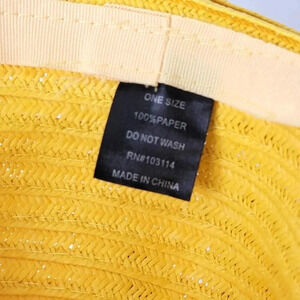 ONE SIZE
100%PAPER
DO NOT WASH
RN#103114
MADE IN CHINA